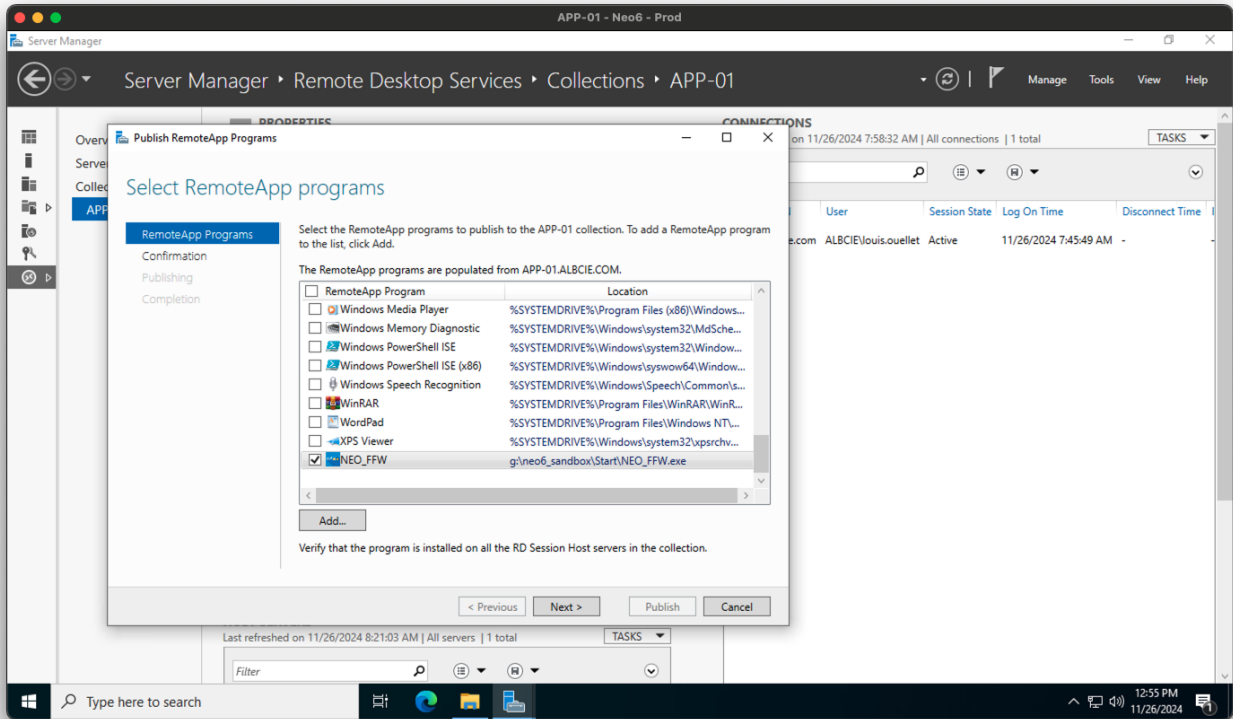 APP-01 - Neo6 - Prod
Server Manager
Server Manager ‣ Remote Desktop Services ‣ Collections ‣ APP-01
Manage Tools View Help
PROPERTIES
CONNECTIONS
on 11/26/2024 7:58:32 AM | All connections | 1 total
TASKS
Overv
Server
Collec
APP
User Session State Log On Time Disconnect Time
e.com ALBCIE\louis.ouellet Active 11/26/2024 7:45:49 AM - -
Publish RemoteApp Programs
Select RemoteApp programs
RemoteApp Programs
Confirmation
Publishing
Completion
Select the RemoteApp programs to publish to the APP-01 collection. To add a RemoteApp program
to the list, click Add.
The RemoteApp programs are populated from APP-01.ALBCIE.COM.
RemoteApp Program Location
Windows Media Player %SYSTEMDRIVE%\Program Files (x86)\Windows...
Windows Memory Diagnostic %SYSTEMDRIVE%\Windows\system32\MdSche...
Windows PowerShell ISE %SYSTEMDRIVE%\Windows\system32\Window...
Windows PowerShell ISE (x86) %SYSTEMDRIVE%\Windows\syswow64\Window...
Windows Speech Recognition %SYSTEMDRIVE%\Windows\Speech\Common\s...
WinRAR %SYSTEMDRIVE%\Program Files\WinRAR\WinR...
WordPad %SYSTEMDRIVE%\Program Files\Windows NT\...
XPS Viewer %SYSTEMDRIVE%\Windows\system32\xpsrchv...
NEO_FFW g:\neo6_sandbox\Start\NEO_FFW.exe
Add...
Verify that the program is installed on all the RD Session Host servers in the collection.
< Previous Next > Publish Cancel
Last refreshed on 11/26/2024 8:21:03 AM | All servers | 1 total
TASKS
Filter
Type here to search
12:55 PM
11/26/2024
1